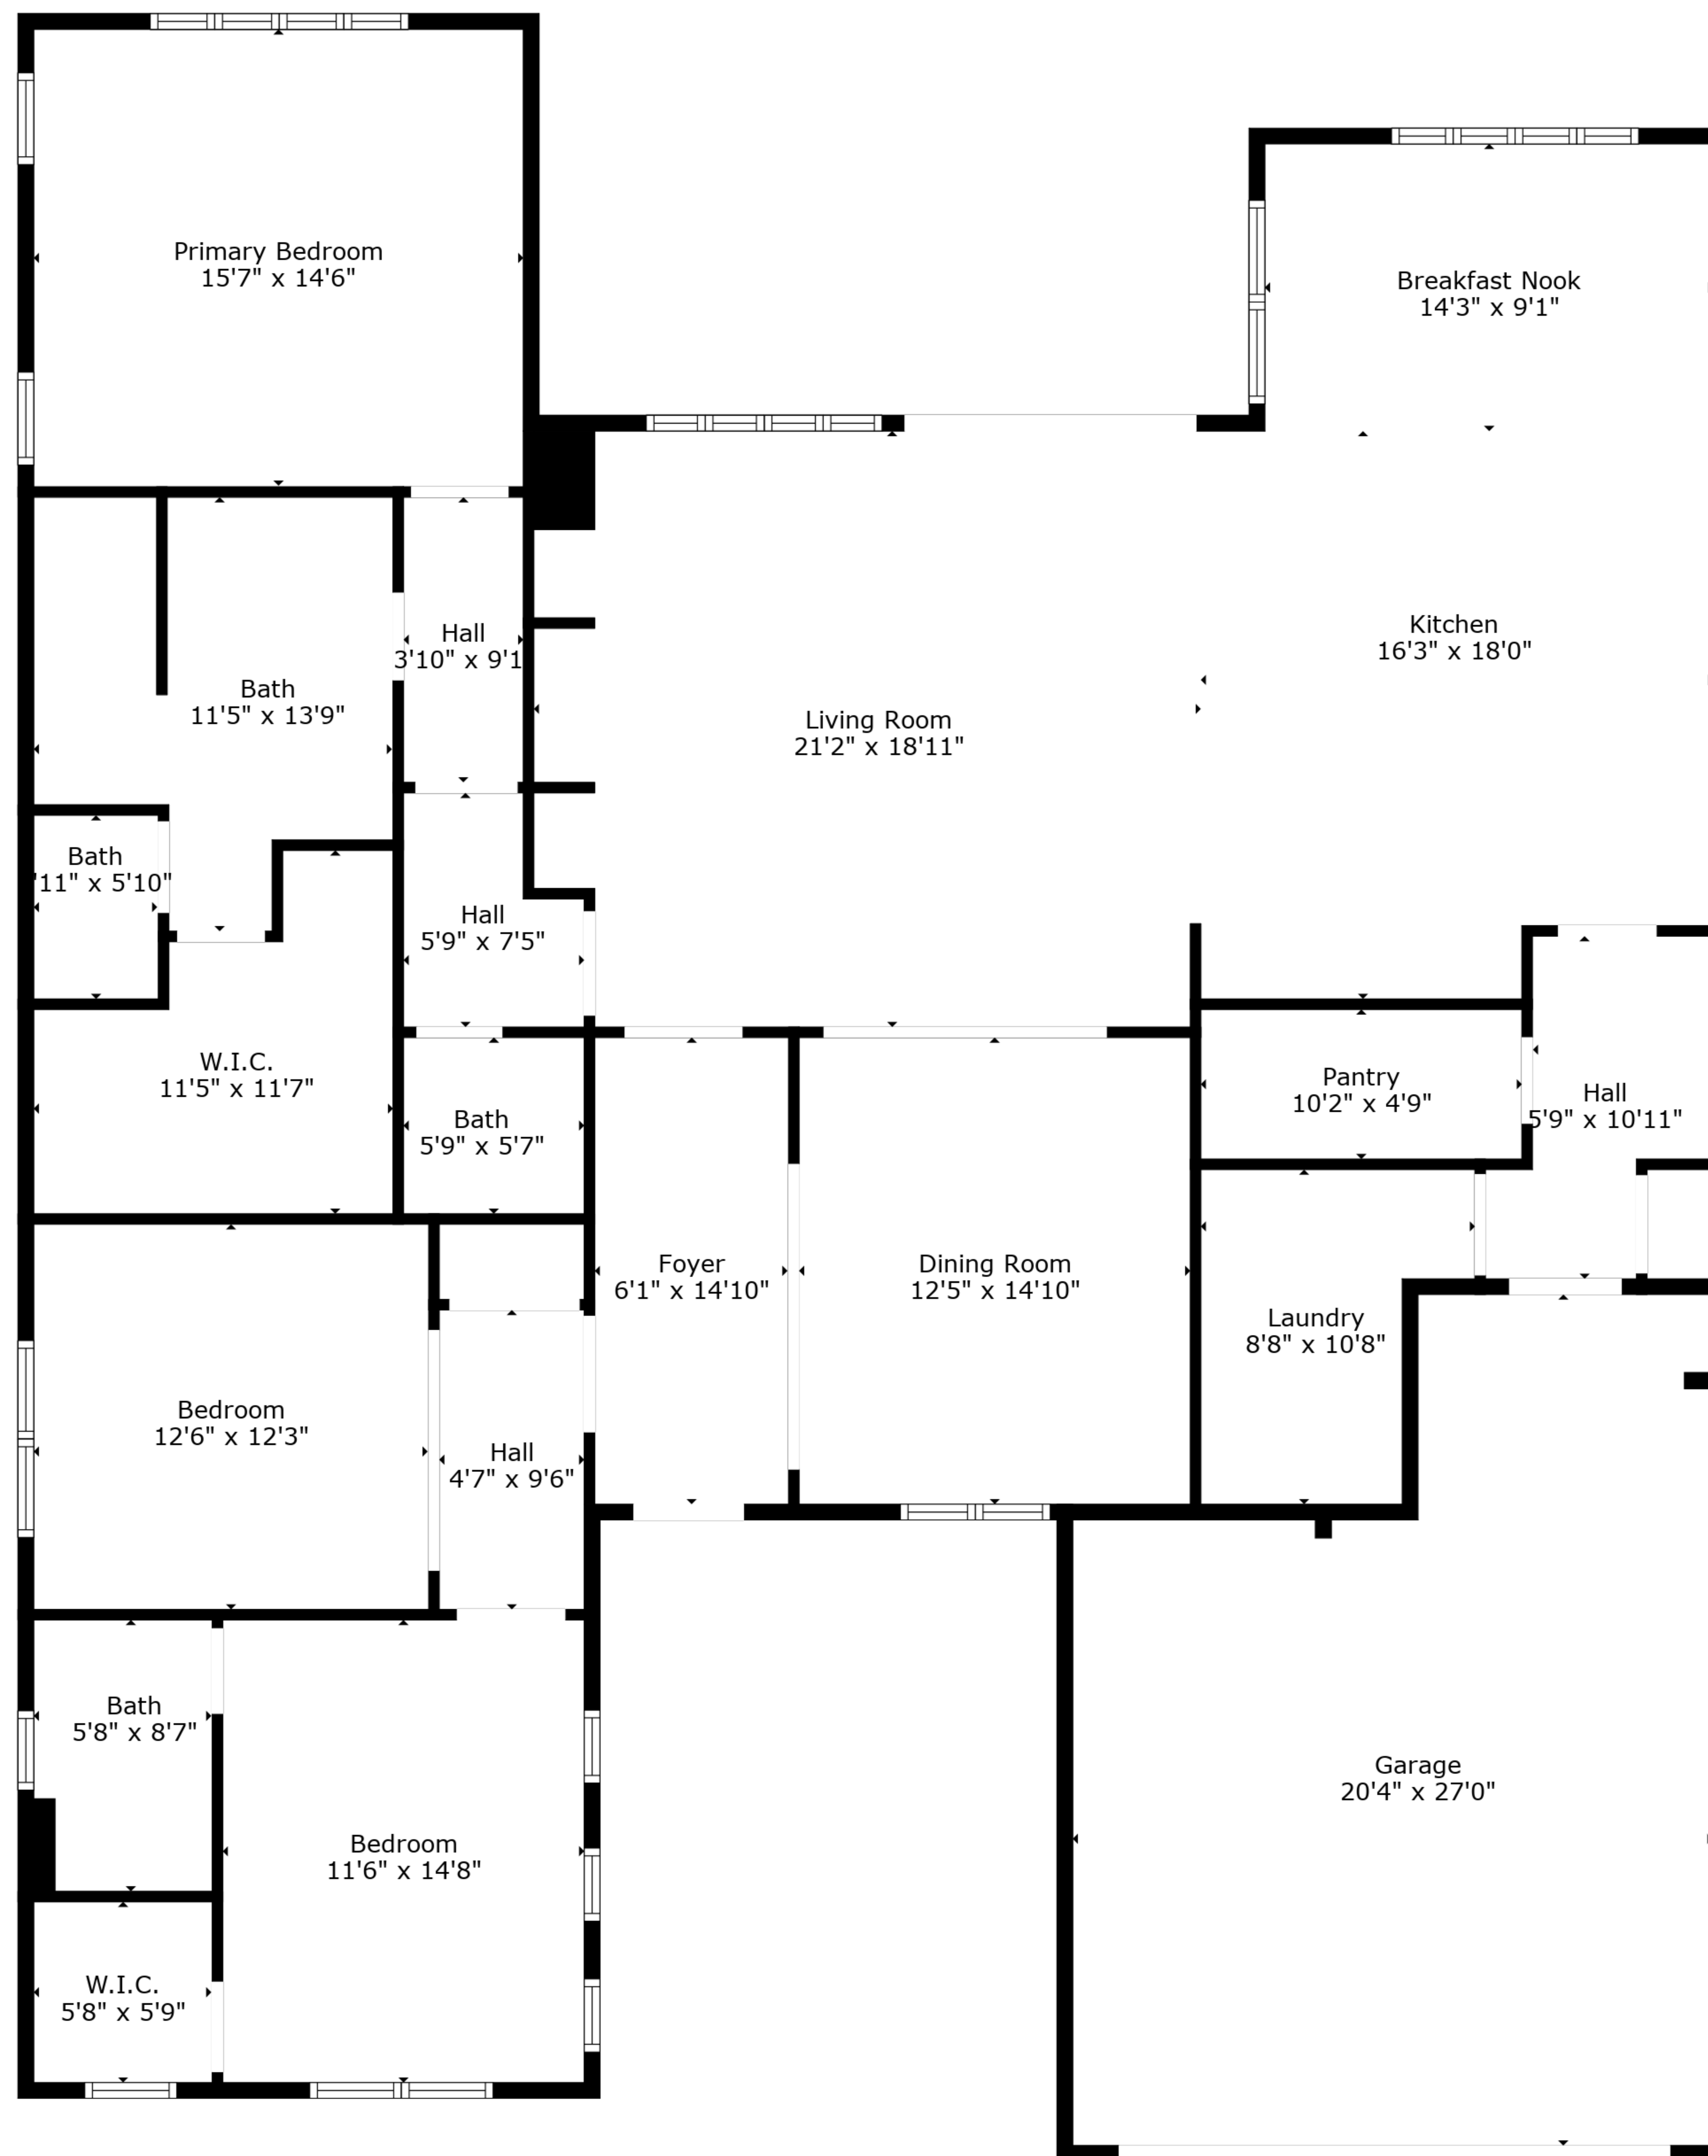 Primary Bedroom
15'7" x 14'6"
Breakfast Nook
14'3" x 9'1"
Hall
3'10" x 9'1
Kitchen
16'3" x 18'0"
Bath
11'5" x 13'9"
Living Room
21'2" x 18'11"
Bath
'11" x 5'10"
Hall
5'9" x 7'5"
W.I.C.
11'5" x 11'7"
Bath
5'9" x 5'7"
Pantry
10'2" x 4'9"
Hall
5'9" x 10'11"
Foyer
6'1" x 14'10"
Dining Room
12'5" x 14'10"
Laundry
8'8" x 10'8"
Bedroom
12'6" x 12'3"
Hall
4'7" x 9'6"
Bath
5'8" x 8'7"
Garage
20'4" x 27'0"
Bedroom
11'6" x 14'8"
W.I.C.
5'8" x 5'9"